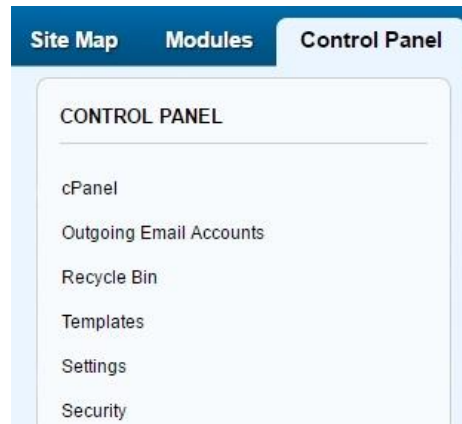 Site Map Modules Control Panel
CONTROL PANEL
cPanel
Outgoing Email Accounts
Recycle Bin
Templates
Settings
Security